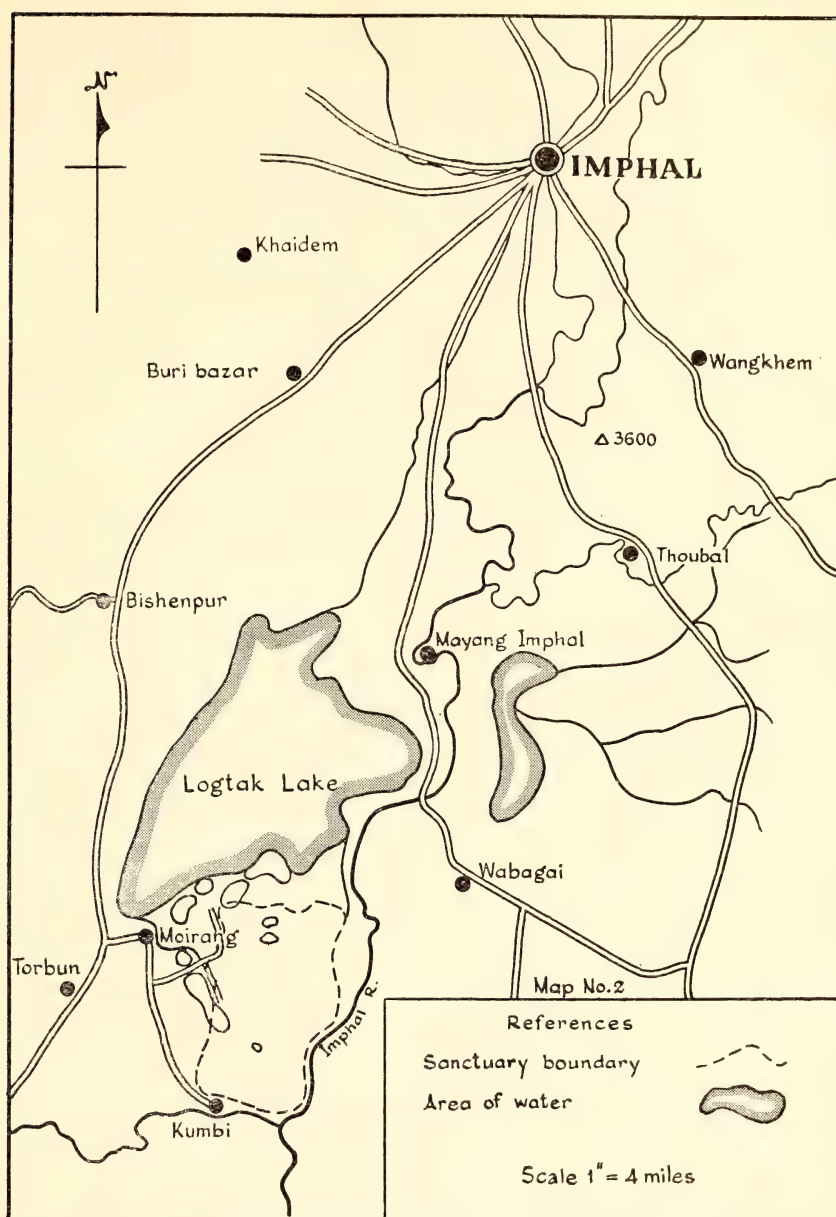 N
IMPHAL
Khaidem
Buri bazar
Wangkhem
△ 3600
Thoubal
Bishenpur
Mayang Imphal
Logtak Lake
Wabagai
Moirang
Torbun
Map No.2
Imphal R.
References
Sanctuary boundary
Area of water
Kumbi
Scale 1" = 4 miles